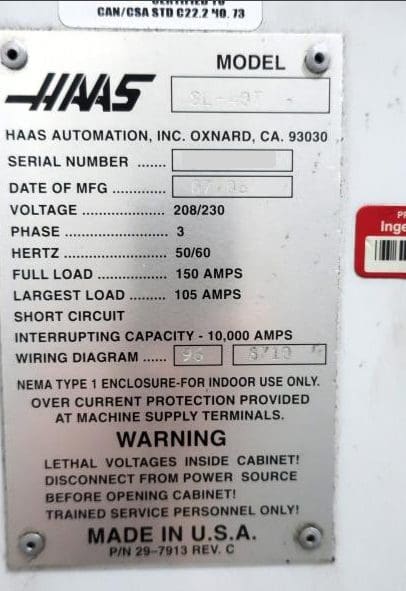 CERTIFIED TO
CAN/CSA STD C22.2 NO. 73
MODEL
HAAS
HAAS AUTOMATION, INC. OXNARD, CA. 93030
SERIAL NUMBER ......
DATE OF MFG ............
VOLTAGE ................... 208/230
PHASE ....................... 3
HERTZ ....................... 50/60
FULL LOAD ................ 150 AMPS
LARGEST LOAD ......... 105 AMPS
SHORT CIRCUIT
INTERRUPTING CAPACITY - 10,000 AMPS
WIRING DIAGRAM ...... 96
NEMA TYPE 1 ENCLOSURE-FOR INDOOR USE ONLY.
OVER CURRENT PROTECTION PROVIDED
AT MACHINE SUPPLY TERMINALS.
WARNING
LETHAL VOLTAGES INSIDE CABINET!
DISCONNECT FROM POWER SOURCE
BEFORE OPENING CABINET!
TRAINED SERVICE PERSONNEL ONLY!
MADE IN U.S.A.
P/N 29-7913 REV. C